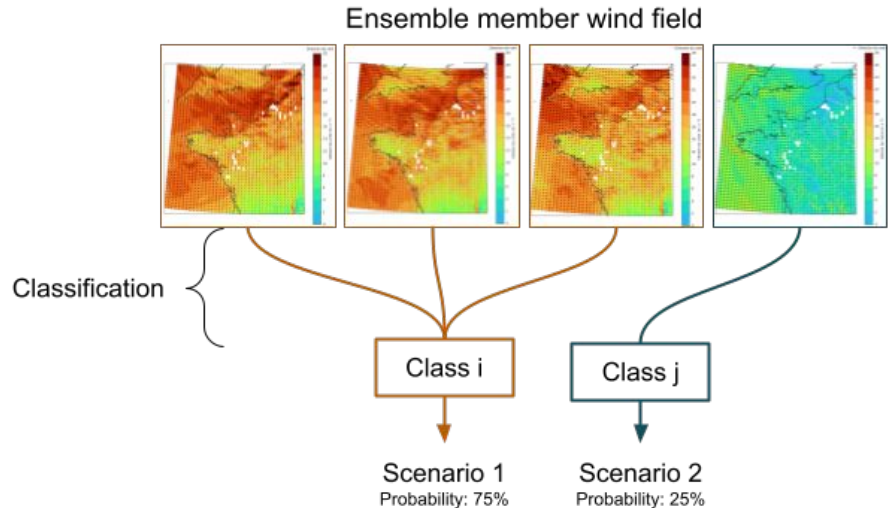 Ensemble member wind field
Classification
Class i
Class j
Scenario 1
Probability: 75%
Scenario 2
Probability: 25%